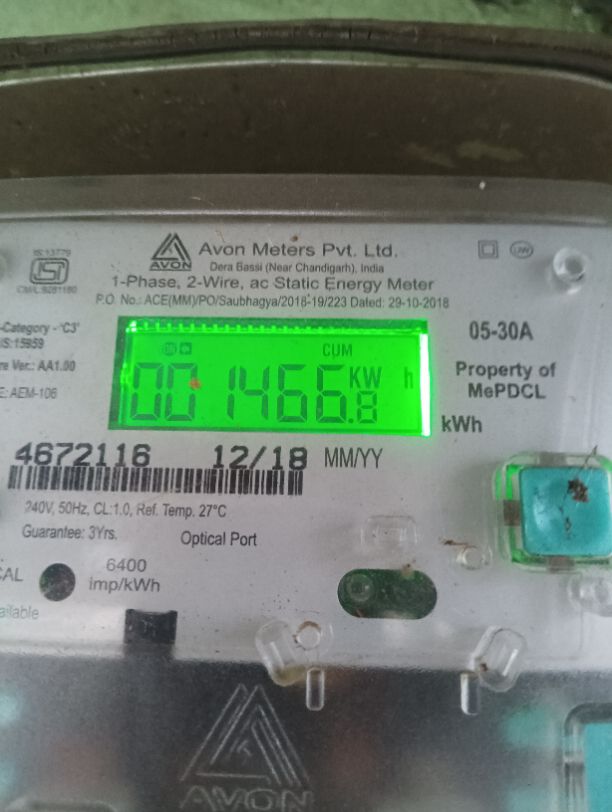 IS:13779
AVON
Avon Meters Pvt. Ltd.
Dera Bassi (Near Chandigarh), India
1-Phase, 2-Wire, ac Static Energy Meter
P.O. No.: ACE(MM)/PO/Saubhagya/2018-19/223 Dated: 29-10-2018
-Category - 'C3'
IS:15959
re Ver.: AA1.00
E: AEM-106
CUM
001466.8 KW h
05-30A
Property of
MePDCL
kWh
4672116 12/18 MM/YY
240V, 50Hz, CL:1.0, Ref. Temp. 27°C
Guarantee: 3Yrs.
Optical Port
CAL
6400
imp/kWh
ailable
AVON